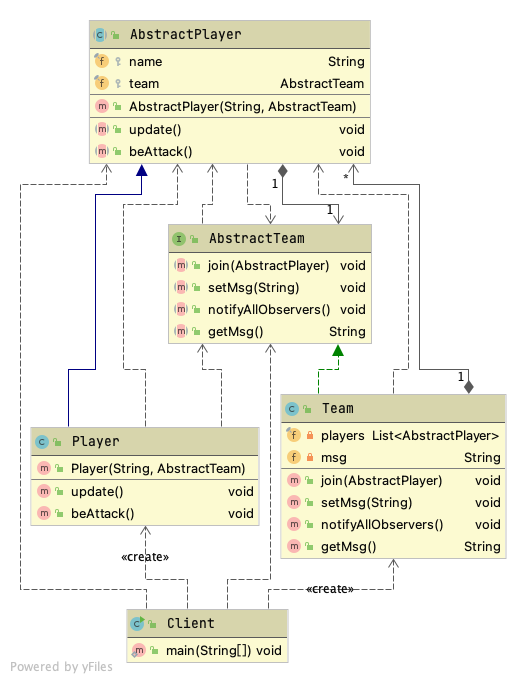 AbstractPlayer
name String
team AbstractTeam
AbstractPlayer(String, AbstractTeam)
update() void
beAttack() void
1
1
*
AbstractTeam
join(AbstractPlayer) void
setMsg(String) void
notifyAllObservers() void
getMsg() String
1
Team
players List<AbstractPlayer>
msg String
join(AbstractPlayer) void
setMsg(String) void
notifyAllObservers() void
getMsg() String
Player
Player(String, AbstractTeam)
update() void
beAttack() void
«create»
«create»
Client
main(String[]) void
Powered by yFiles